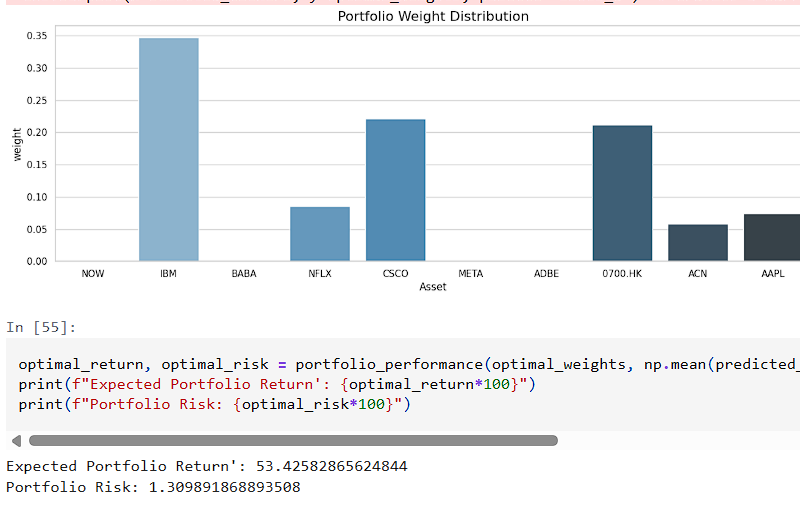 Portfolio Weight Distribution
0.35
0.30
0.25
0.20
0.15
0.10
0.05
0.00
weight
NOW IBM BABA NFLX CSCO META ADBE 0700.HK ACN AAPL
Asset
In [55]:
optimal_return, optimal_risk = portfolio_performance(optimal_weights, np.mean(predicted_
print(f"Expected Portfolio Return': {optimal_return*100}")
print(f"Portfolio Risk: {optimal_risk*100}")
Expected Portfolio Return': 53.42582865624844
Portfolio Risk: 1.309891868893508